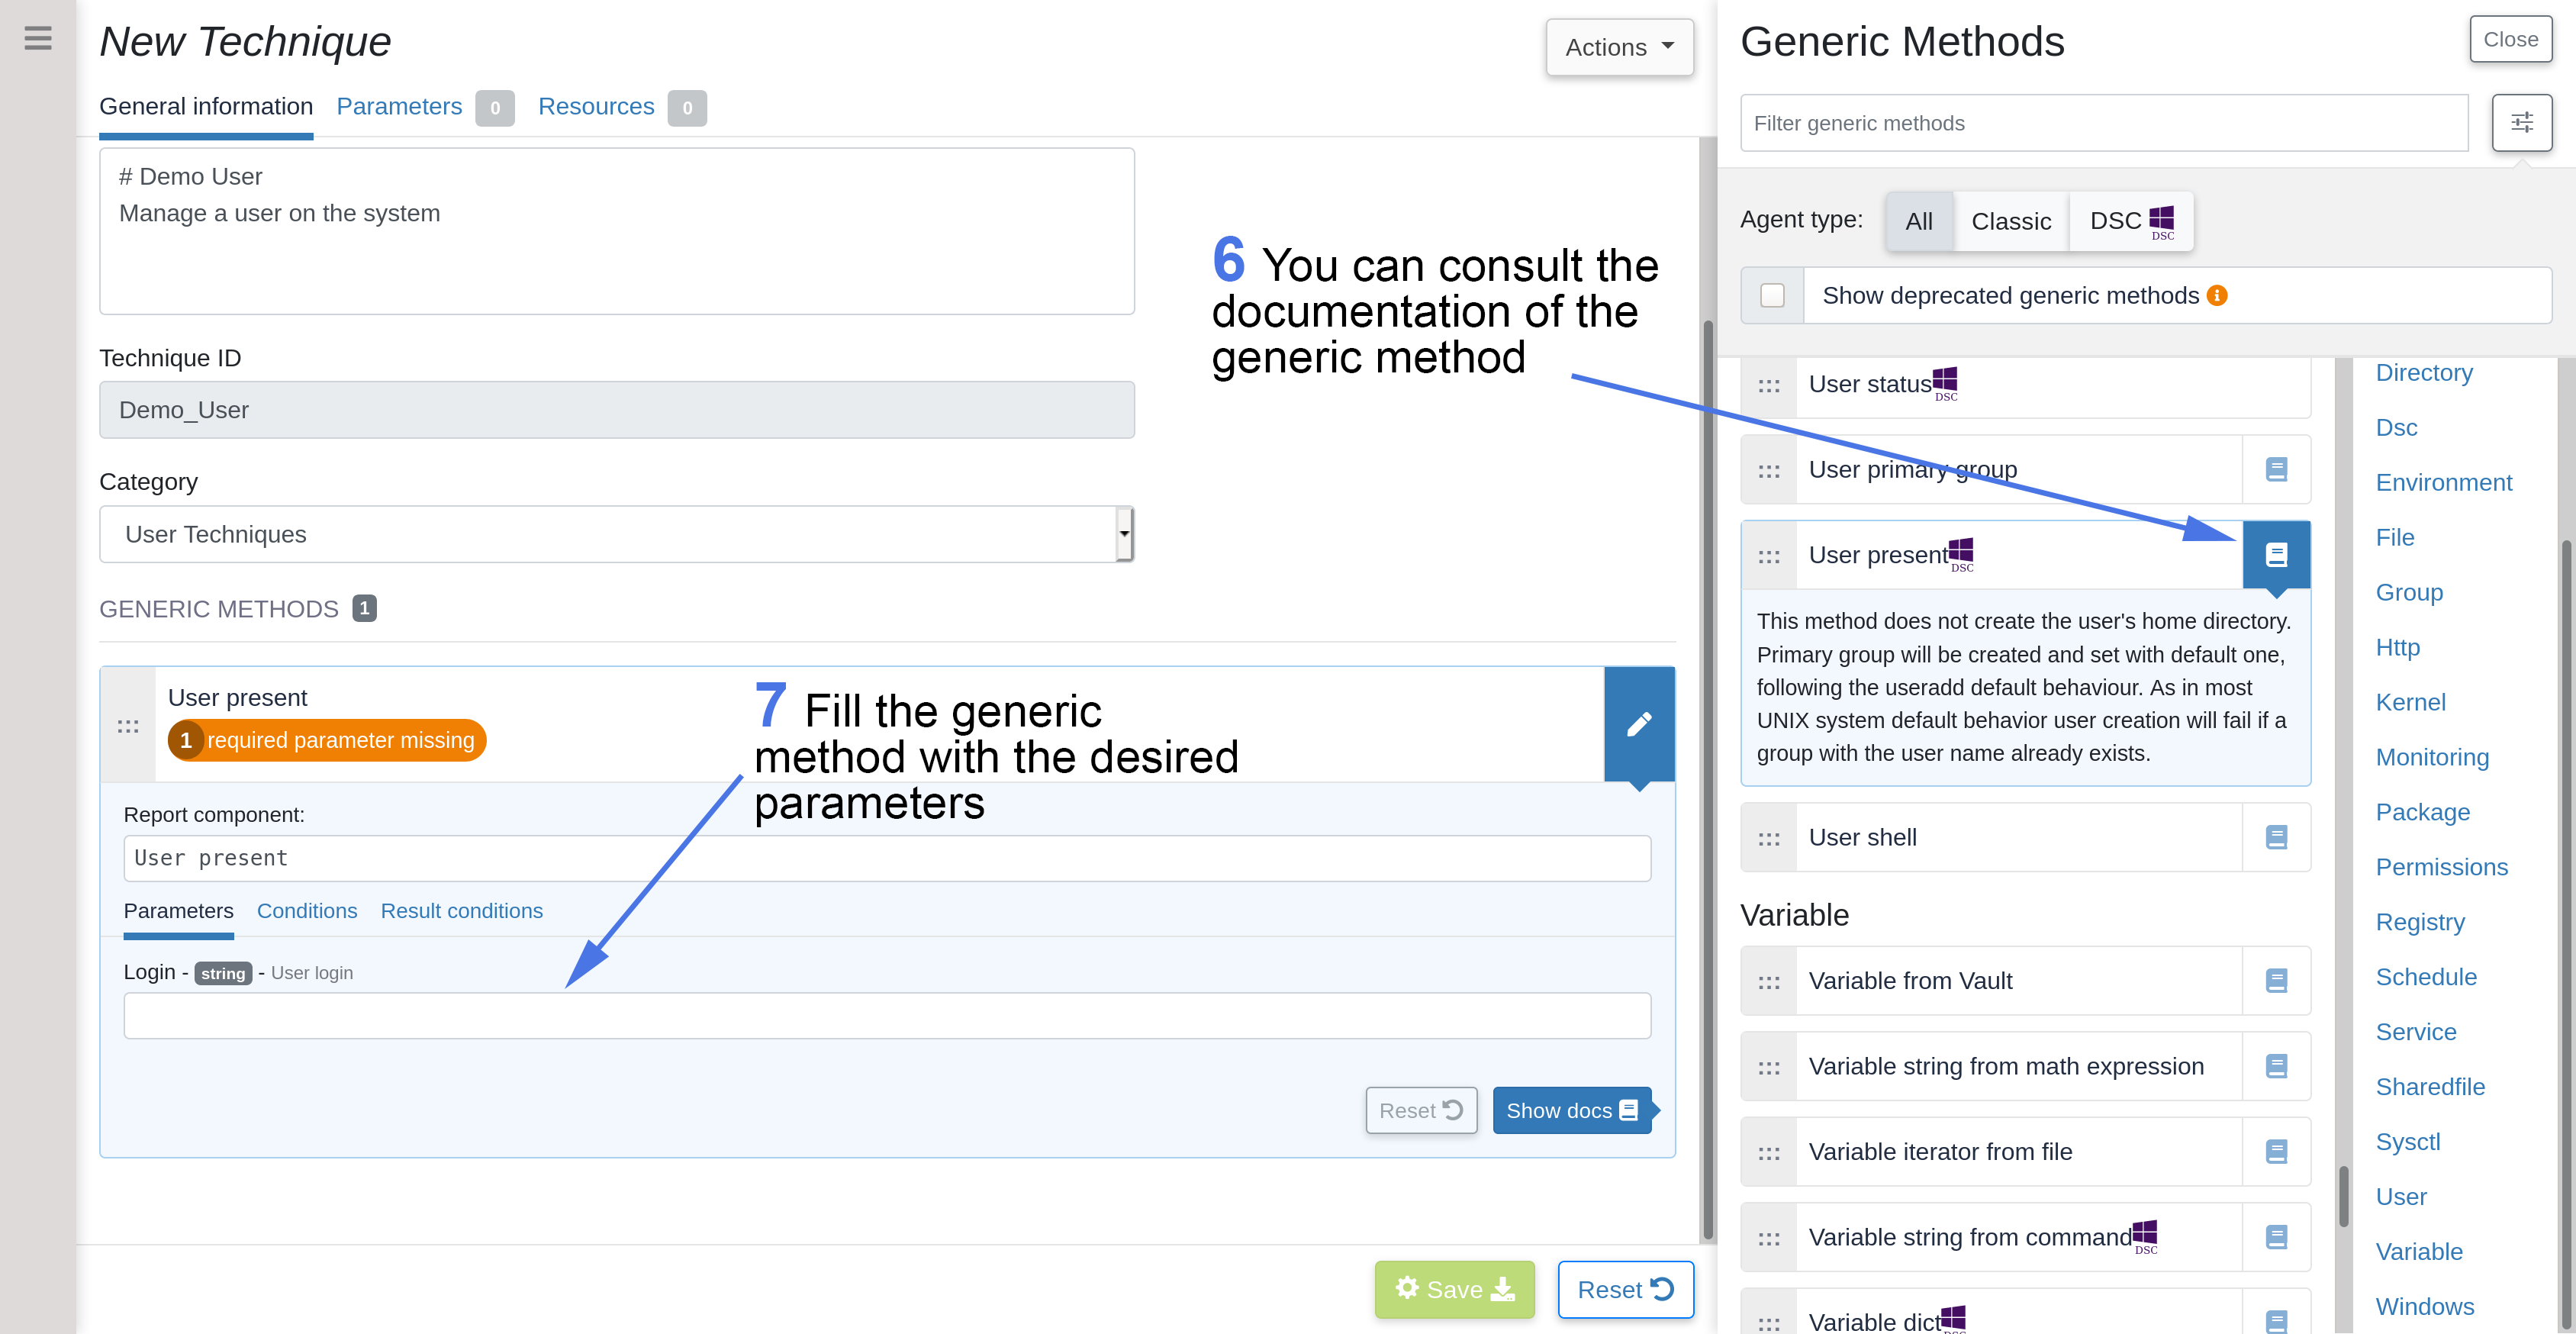 New Technique
Actions
General information
Parameters 0
Resources 0
# Demo User
Manage a user on the system
Technique ID
Demo_User
Category
User Techniques
GENERIC METHODS 1
User present
1 required parameter missing
Report component:
User present
Parameters
Conditions
Result conditions
Login - string - User login
Reset
Show docs
Save
Reset
6 You can consult the
documentation of the
generic method
7 Fill the generic
method with the desired
parameters
Generic Methods
Close
Filter generic methods
Agent type:
All
Classic
DSC DSC
Show deprecated generic methods
User status DSC
User primary group
User present DSC
This method does not create the user's home directory.
Primary group will be created and set with default one,
following the useradd default behaviour. As in most
UNIX system default behavior user creation will fail if a
group with the user name already exists.
User shell
Variable
Variable from Vault
Variable string from math expression
Variable iterator from file
Variable string from command DSC
Variable dict
Directory
Dsc
Environment
File
Group
Http
Kernel
Monitoring
Package
Permissions
Registry
Schedule
Service
Sharedfile
Sysctl
User
Variable
Windows